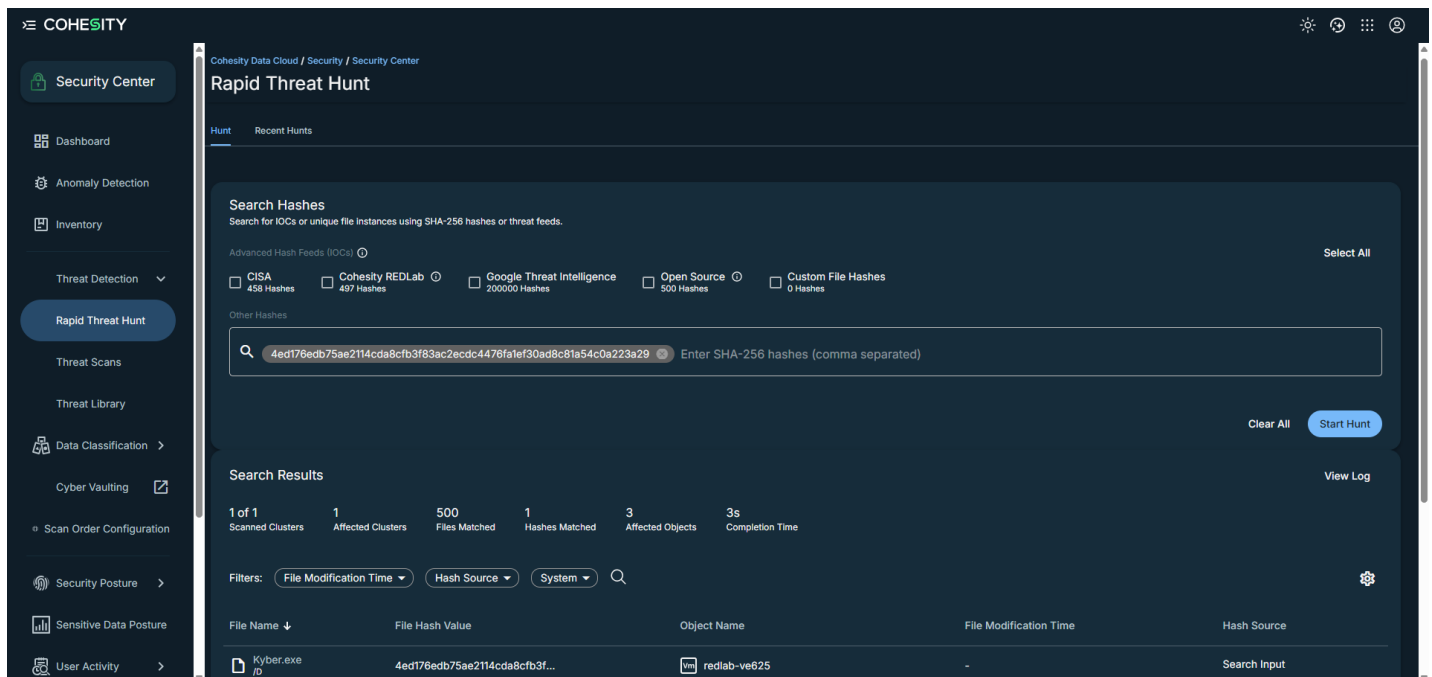 COHESITY
Security Center
Dashboard
Anomaly Detection
Inventory
Threat Detection
Rapid Threat Hunt
Threat Scans
Threat Library
Data Classification
Cyber Vaulting
Scan Order Configuration
Security Posture
Sensitive Data Posture
User Activity
Cohesity Data Cloud / Security / Security Center
Rapid Threat Hunt
Hunt Recent Hunts
Search Hashes
Search for IOCs or unique file instances using SHA-256 hashes or threat feeds.
Advanced Hash Feeds (IOCs) Select All
CISA Cohesity REDLab Google Threat Intelligence Open Source Custom File Hashes
458 Hashes 497 Hashes 200000 Hashes 500 Hashes 0 Hashes
Other Hashes
4ed176edb75ae2114cda8cfb3f83ac2ecdc4476fa1ef30ad8c81a54c0a223a29 Enter SHA-256 hashes (comma separated)
Clear All Start Hunt
Search Results View Log
1 of 1 1 500 1 3 3s
Scanned Clusters Affected Clusters Files Matched Hashes Matched Affected Objects Completion Time
Filters: File Modification Time Hash Source System
File Name File Hash Value Object Name File Modification Time Hash Source
Kyber.exe 4ed176edb75ae2114cda8cfb3f... Vm redlab-ve625 - Search Input
/D